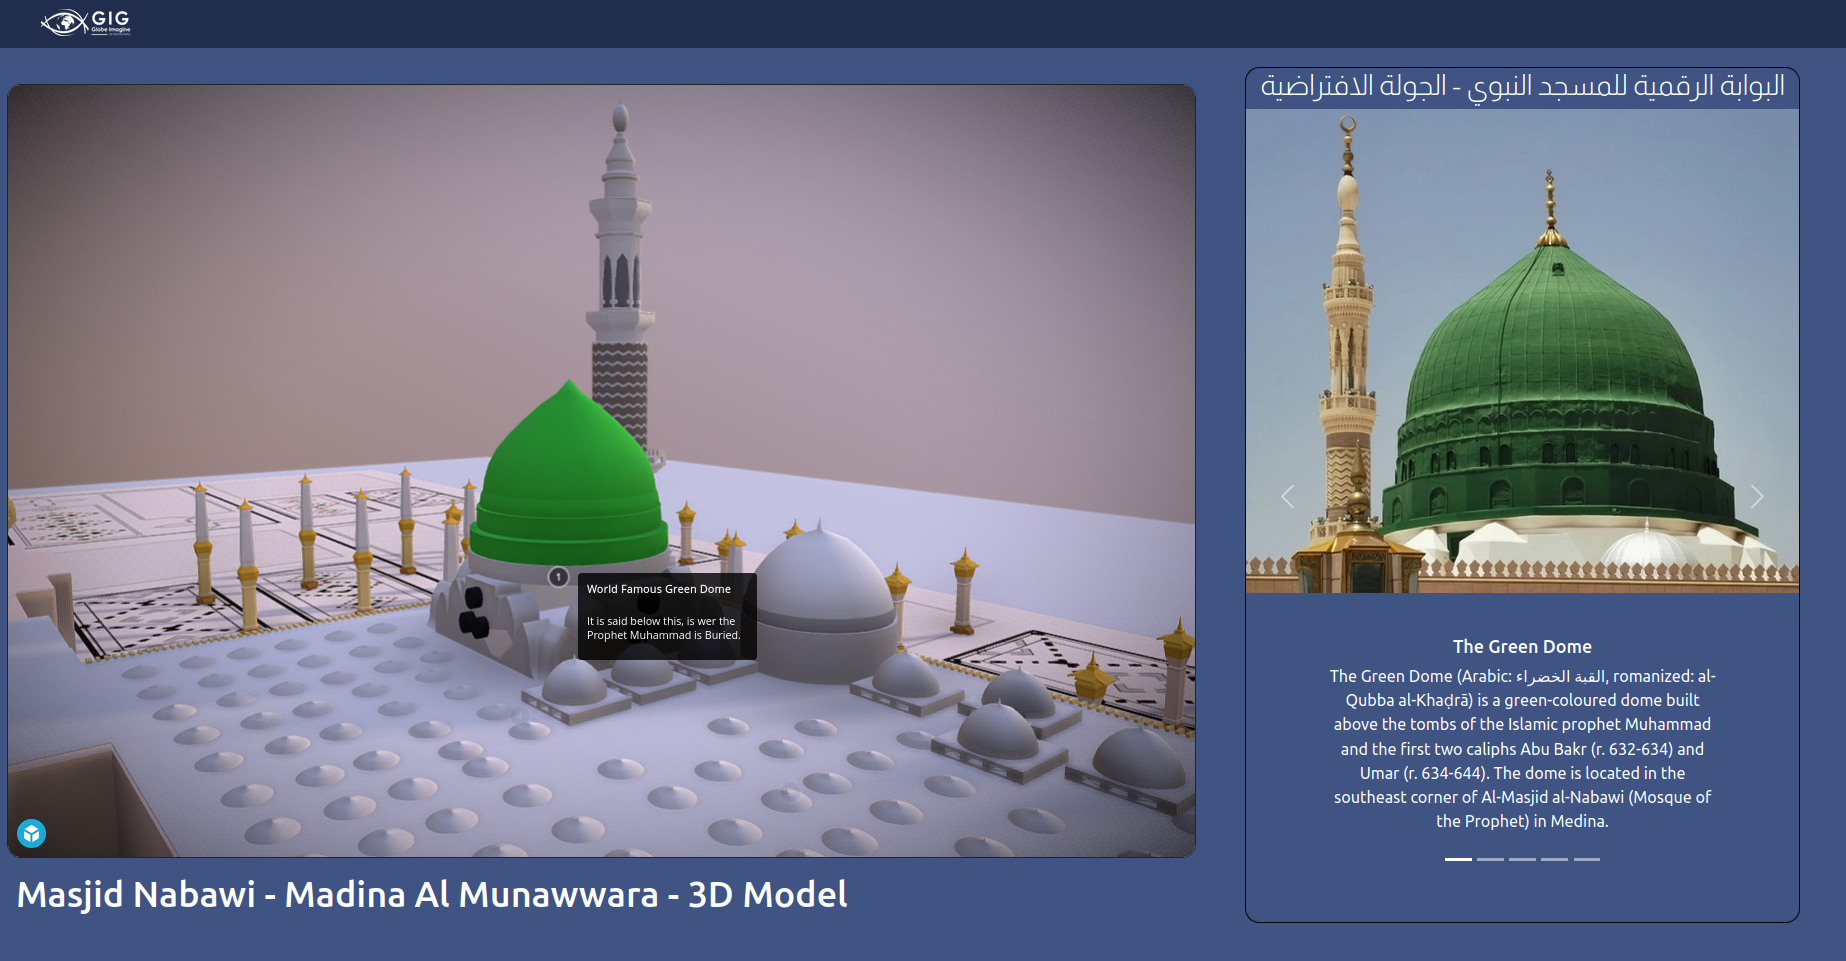 GIG
Globe Imagine
World Famous Green Dome
It is said below this, is wer the
Prophet Muhammad is Buried.
1
Masjid Nabawi - Madina Al Munawwara - 3D Model
البوابة الرقمية للمسجد النبوي - الجولة الافتراضية
The Green Dome
The Green Dome (Arabic: القبة الخضراء, romanized: al-
Qubba al-Khaḍrā) is a green-coloured dome built
above the tombs of the Islamic prophet Muhammad
and the first two caliphs Abu Bakr (r. 632-634) and
Umar (r. 634-644). The dome is located in the
southeast corner of Al-Masjid al-Nabawi (Mosque of
the Prophet) in Medina.